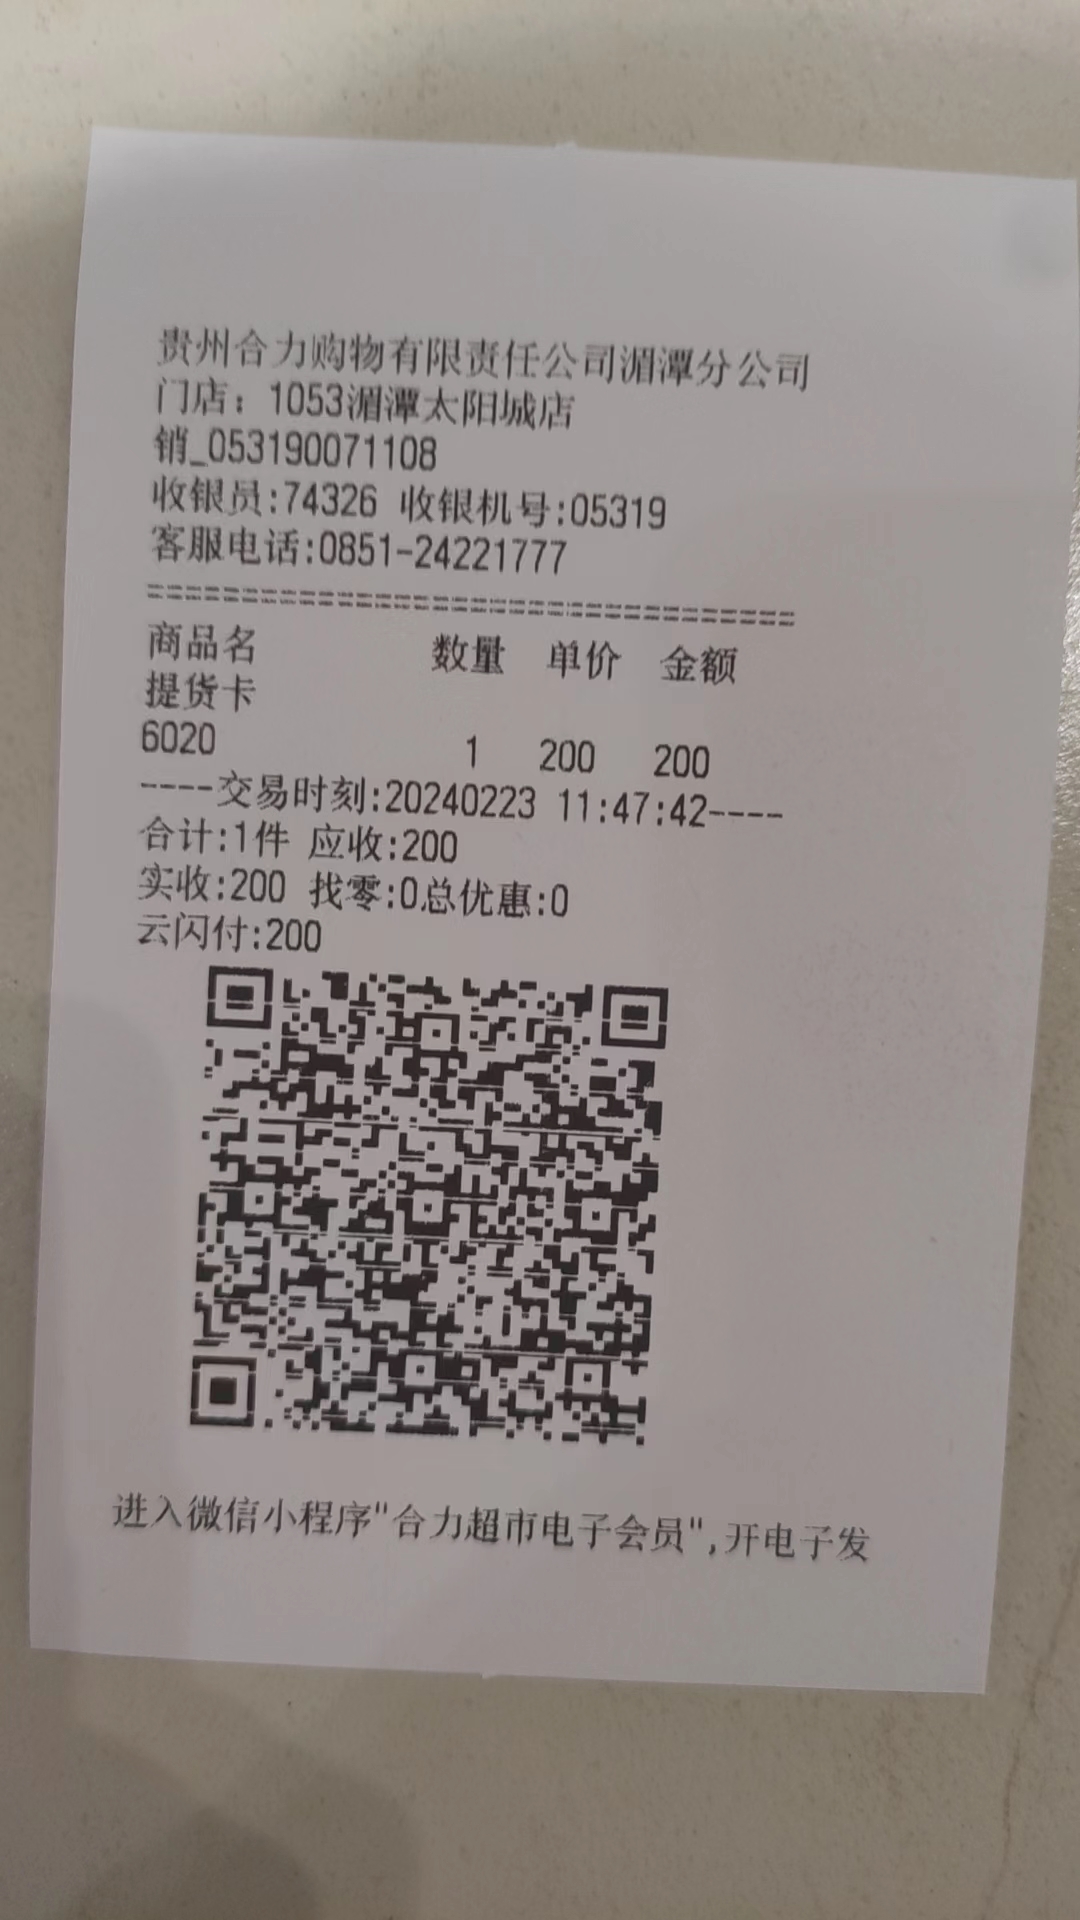 贵州合力购物有限责任公司湄潭分公司
门店：1053湄潭太阳城店
销_053190071108
收银员:74326 收银机号:05319
客服电话:0851-24221777
==================================
商品名 数量 单价 金额
提货卡
6020 1 200 200
----交易时刻:20240223 11:47:42----
合计:1件 应收:200
实收:200 找零:0总优惠:0
云闪付:200
进入微信小程序"合力超市电子会员",开电子发